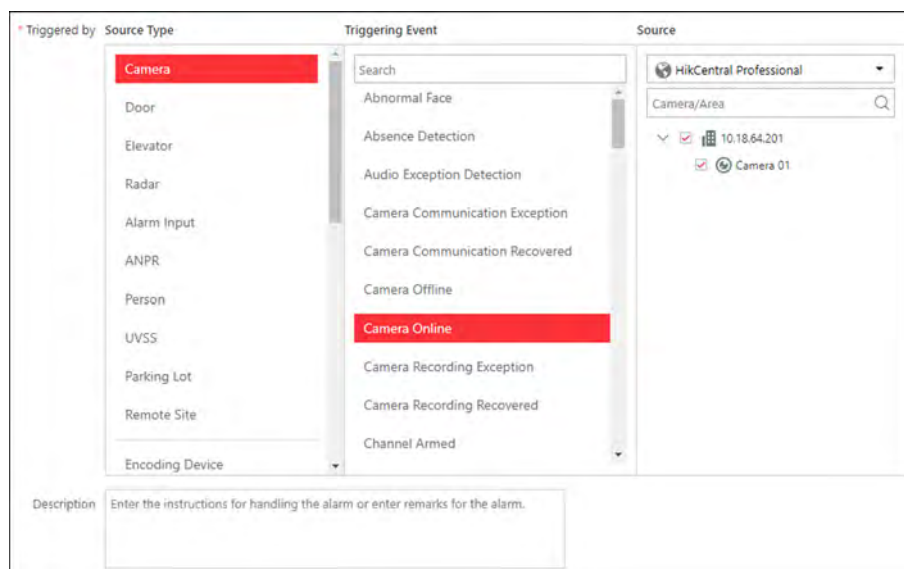 * Triggered by Source Type Triggering Event Source
Camera
Door
Elevator
Radar
Alarm Input
ANPR
Person
UVSS
Parking Lot
Remote Site
Encoding Device
Search
Abnormal Face
Absence Detection
Audio Exception Detection
Camera Communication Exception
Camera Communication Recovered
Camera Offline
Camera Online
Camera Recording Exception
Camera Recording Recovered
Channel Armed
HikCentral Professional
Camera/Area
10.18.64.201
Camera 01
Description Enter the instructions for handling the alarm or enter remarks for the alarm.